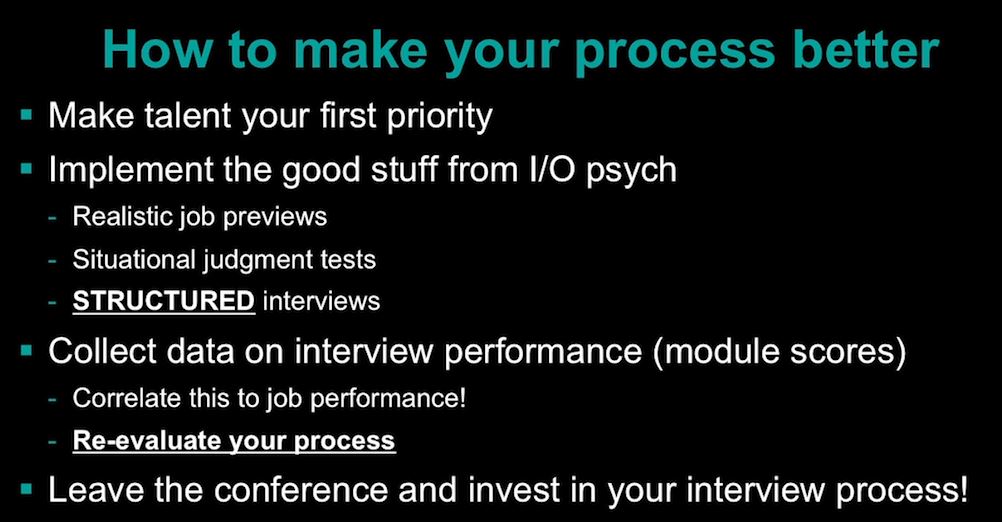 How to make your process better
▪ Make talent your first priority
▪ Implement the good stuff from I/O psych
- Realistic job previews
- Situational judgment tests
- STRUCTURED interviews
▪ Collect data on interview performance (module scores)
- Correlate this to job performance!
- Re-evaluate your process
▪ Leave the conference and invest in your interview process!